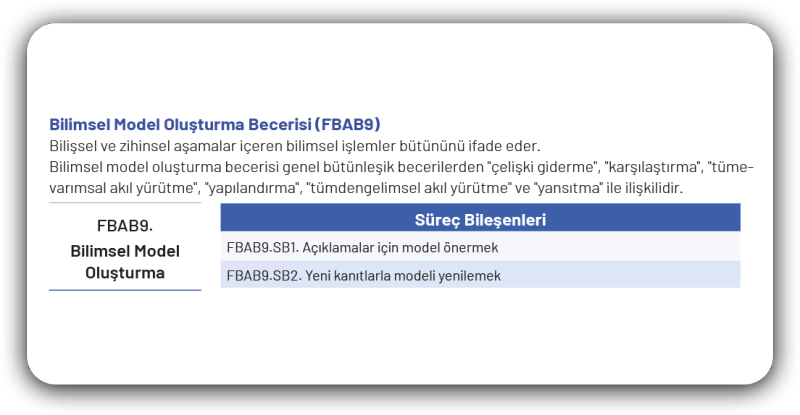 Bilimsel Model Oluşturma Becerisi (FBAB9)
Bilişsel ve zihinsel aşamalar içeren bilimsel işlemler bütününü ifade eder.
Bilimsel model oluşturma becerisi genel bütünleşik becerilerden "çelişki giderme", "karşılaştırma", "tüme-
varımsal akıl yürütme", "yapılandırma", "tümdengelimsel akıl yürütme" ve "yansıtma" ile ilişkilidir.
FBAB9.
Bilimsel Model
Oluşturma
Süreç Bileşenleri
FBAB9.SB1. Açıklamalar için model önermek
FBAB9.SB2. Yeni kanıtlarla modeli yenilemek